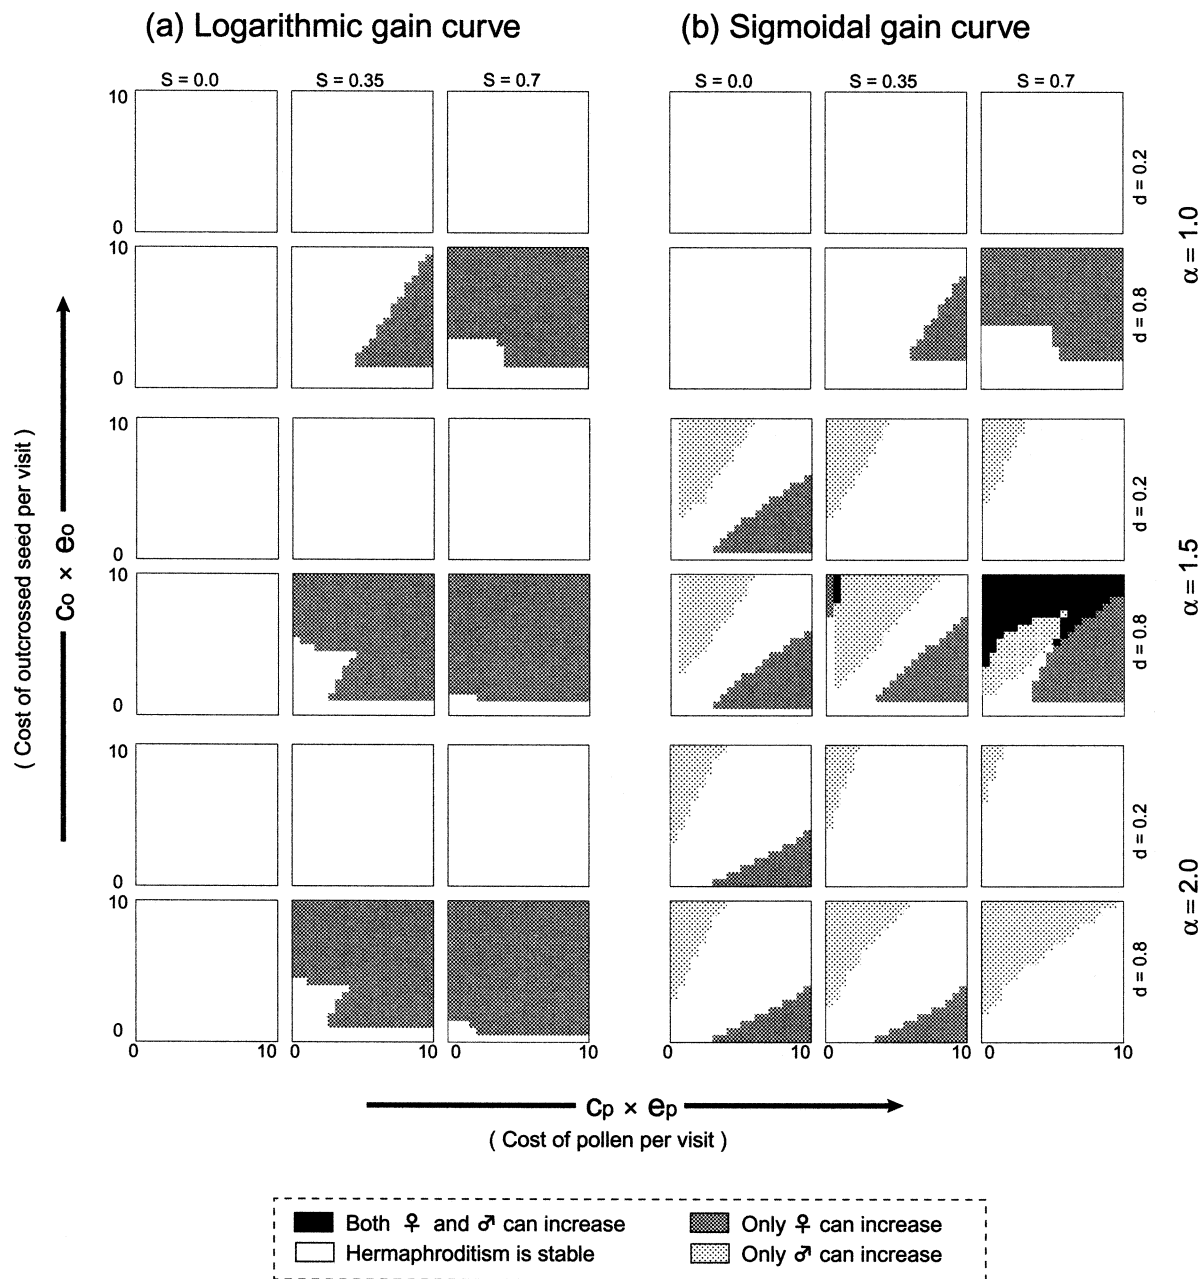 (a) Logarithmic gain curve (b) Sigmoidal gain curve
S = 0.0 S = 0.35 S = 0.7 S = 0.0 S = 0.35 S = 0.7
10
d = 0.2
0
α = 1.0
10
d = 0.8
0
10
d = 0.2
0
α = 1.5
10
d = 0.8
0
10
d = 0.2
0
α = 2.0
10
d = 0.8
0
0 10 0 10 0 10 0 10 0 10 0 10
( Cost of outcrossed seed per visit )
co × eo
cp × ep
( Cost of pollen per visit )
Both ♀ and ♂ can increase Only ♀ can increase
Hermaphroditism is stable Only ♂ can increase